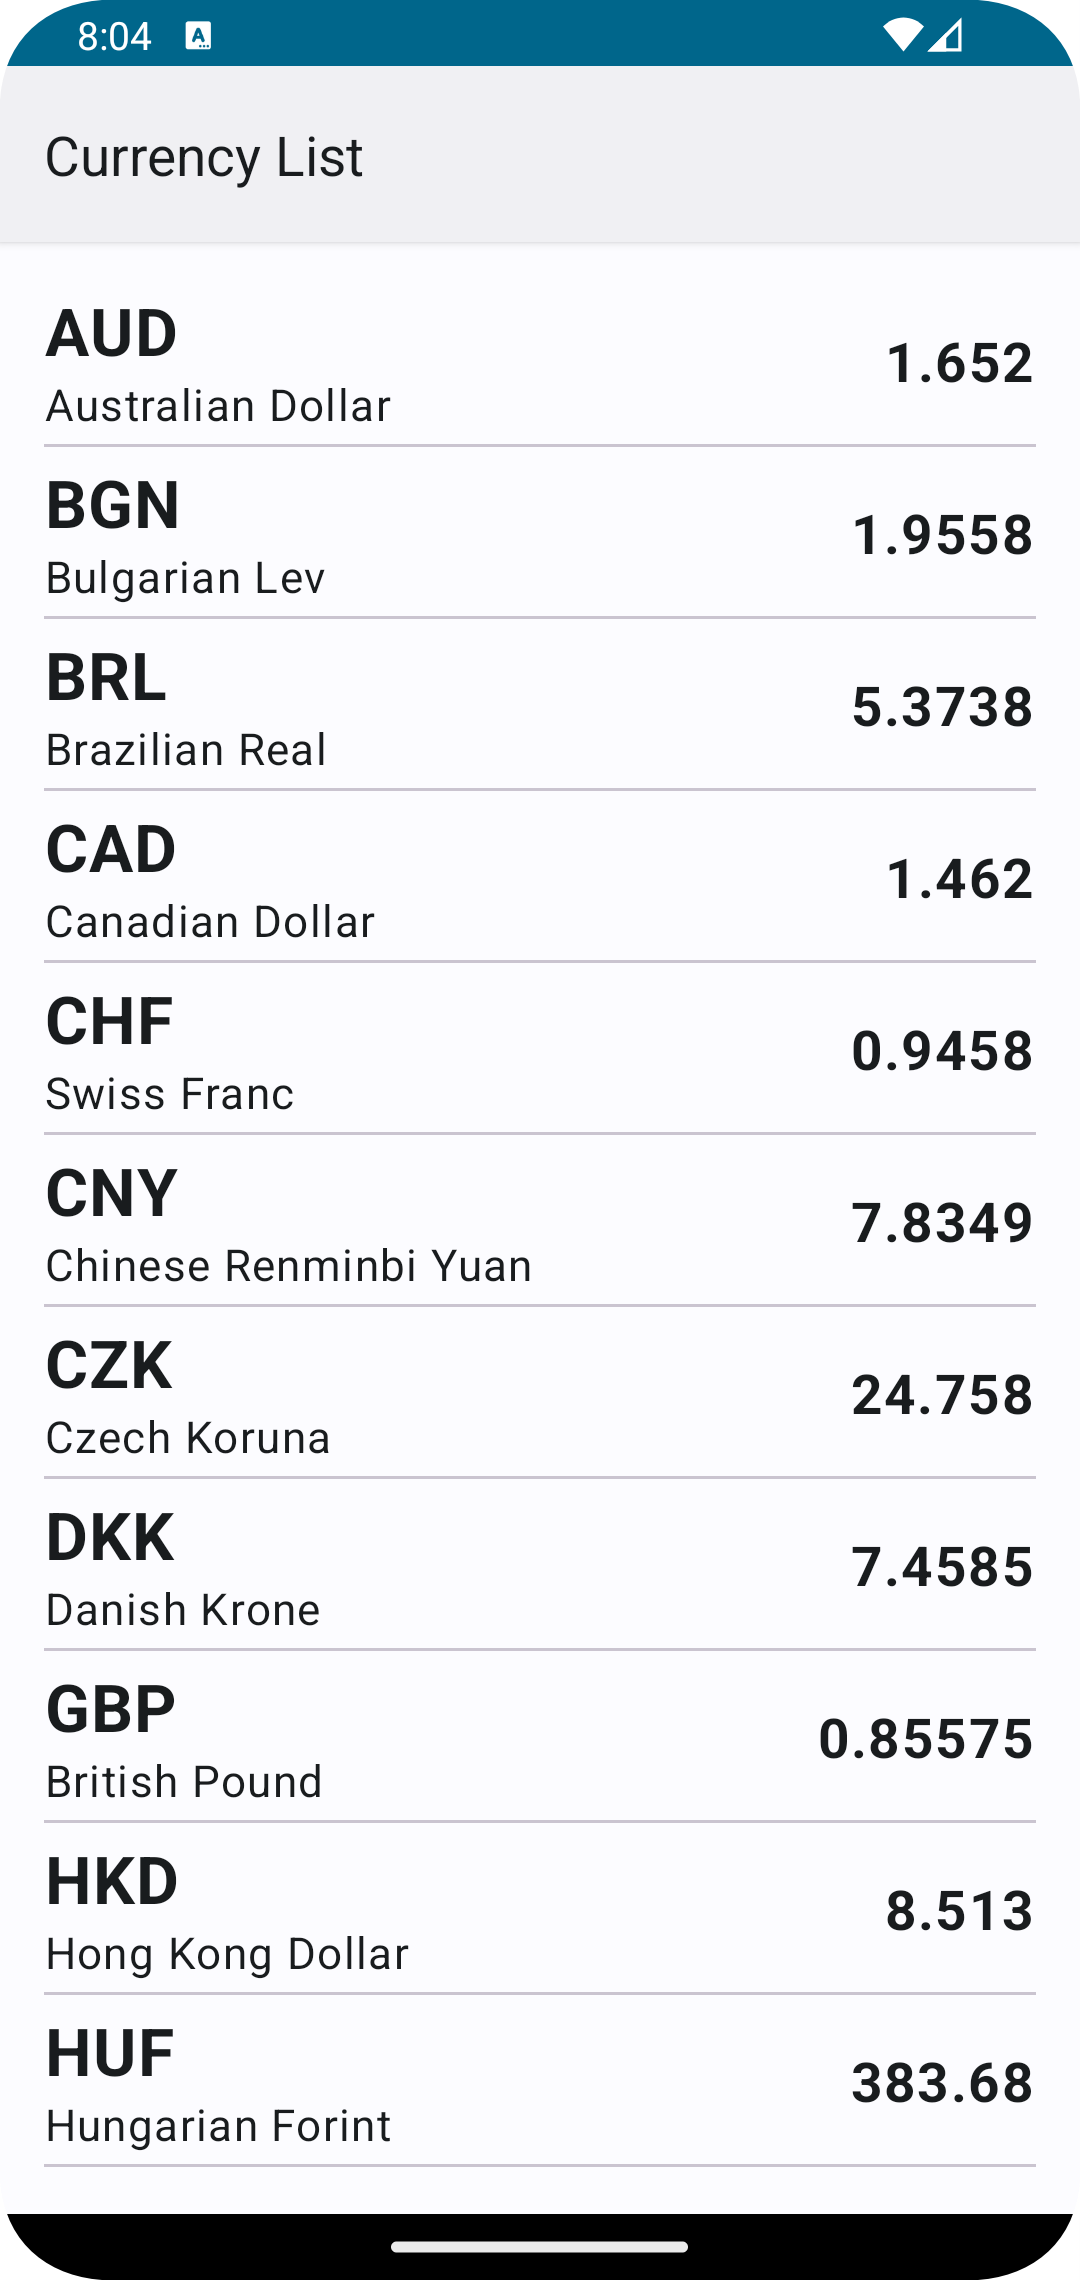 8:04
Currency List
AUD
1.652
Australian Dollar
BGN
1.9558
Bulgarian Lev
BRL
5.3738
Brazilian Real
CAD
1.462
Canadian Dollar
CHF
0.9458
Swiss Franc
CNY
7.8349
Chinese Renminbi Yuan
CZK
24.758
Czech Koruna
DKK
7.4585
Danish Krone
GBP
0.85575
British Pound
HKD
8.513
Hong Kong Dollar
HUF
383.68
Hungarian Forint